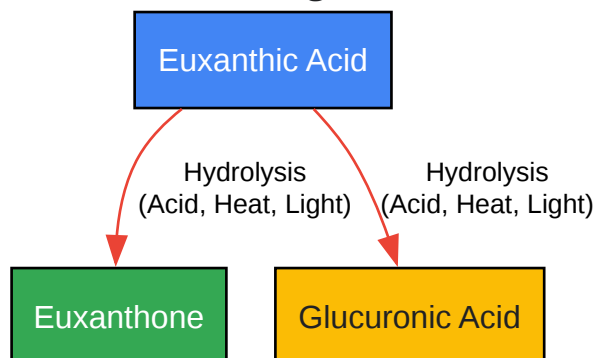 Euxanthic Acid
Hydrolysis
(Acid, Heat, Light)
Hydrolysis
(Acid, Heat, Light)
Euxanthone
Glucuronic Acid